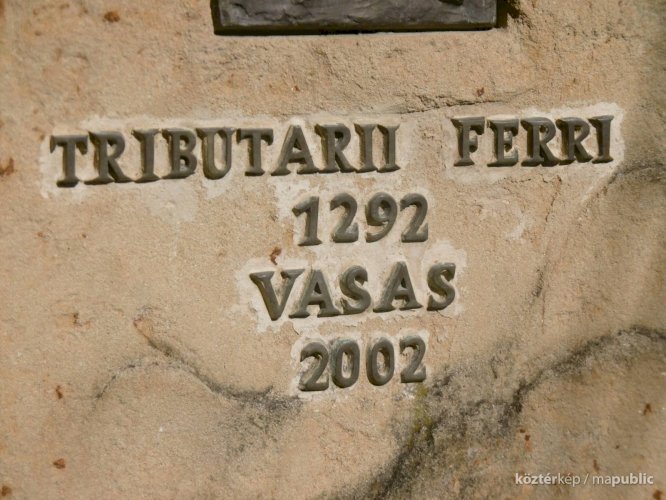 TRIBUTARII FERRI
1292
VASAS
2002
köztérkép / mapublic